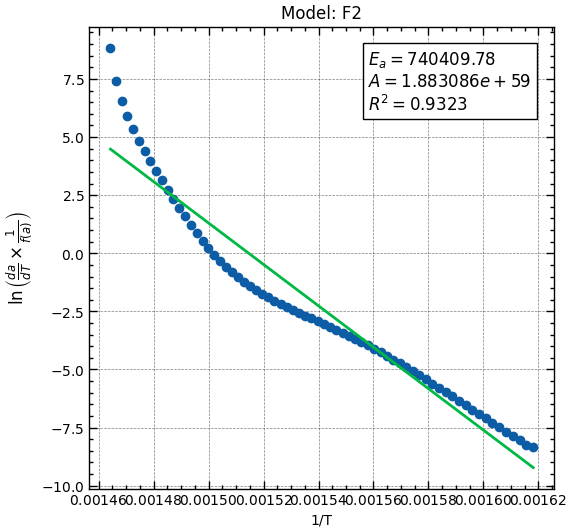 Model: F2
E_a = 740409.78
A = 1.883086e + 59
R^2 = 0.9323
7.5
5.0
2.5
0.0
−2.5
−5.0
−7.5
−10.0
ln (da/dT × 1/f(a))
0.00146 0.00148 0.00150 0.00152 0.00154 0.00156 0.00158 0.00160 0.00162
1/T